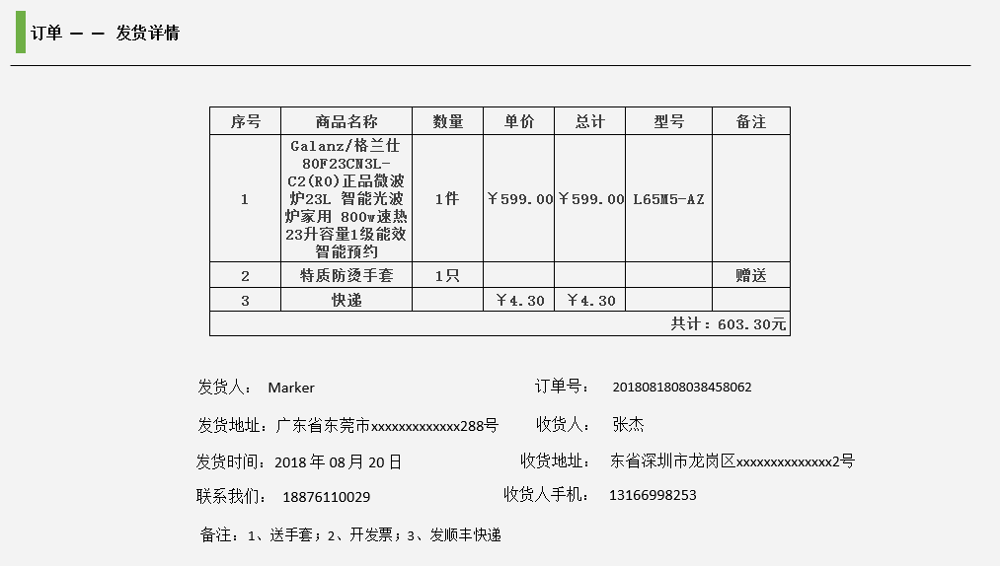 订单 － － 发货详情
序号 商品名称 数量 单价 总计 型号 备注
Galanz/格兰仕
80F23CN3L-
C2(R0)正品微波
炉23L 智能光波
1 1件 ￥599.00 ￥599.00 L65M5-AZ
炉家用 800w速热
23升容量1级能效
智能预约
2 特质防烫手套 1只 赠送
3 快递 ￥4.30 ￥4.30
共计：603.30元
发货人： Marker 订单号： 2018081808038458062
发货地址：广东省东莞市xxxxxxxxxxxxx288号 收货人： 张杰
发货时间：2018 年 08 月 20 日 收货地址： 东省深圳市龙岗区xxxxxxxxxxxxxx2号
联系我们： 18876110029 收货人手机： 13166998253
备注：1、送手套；2、开发票；3、发顺丰快递